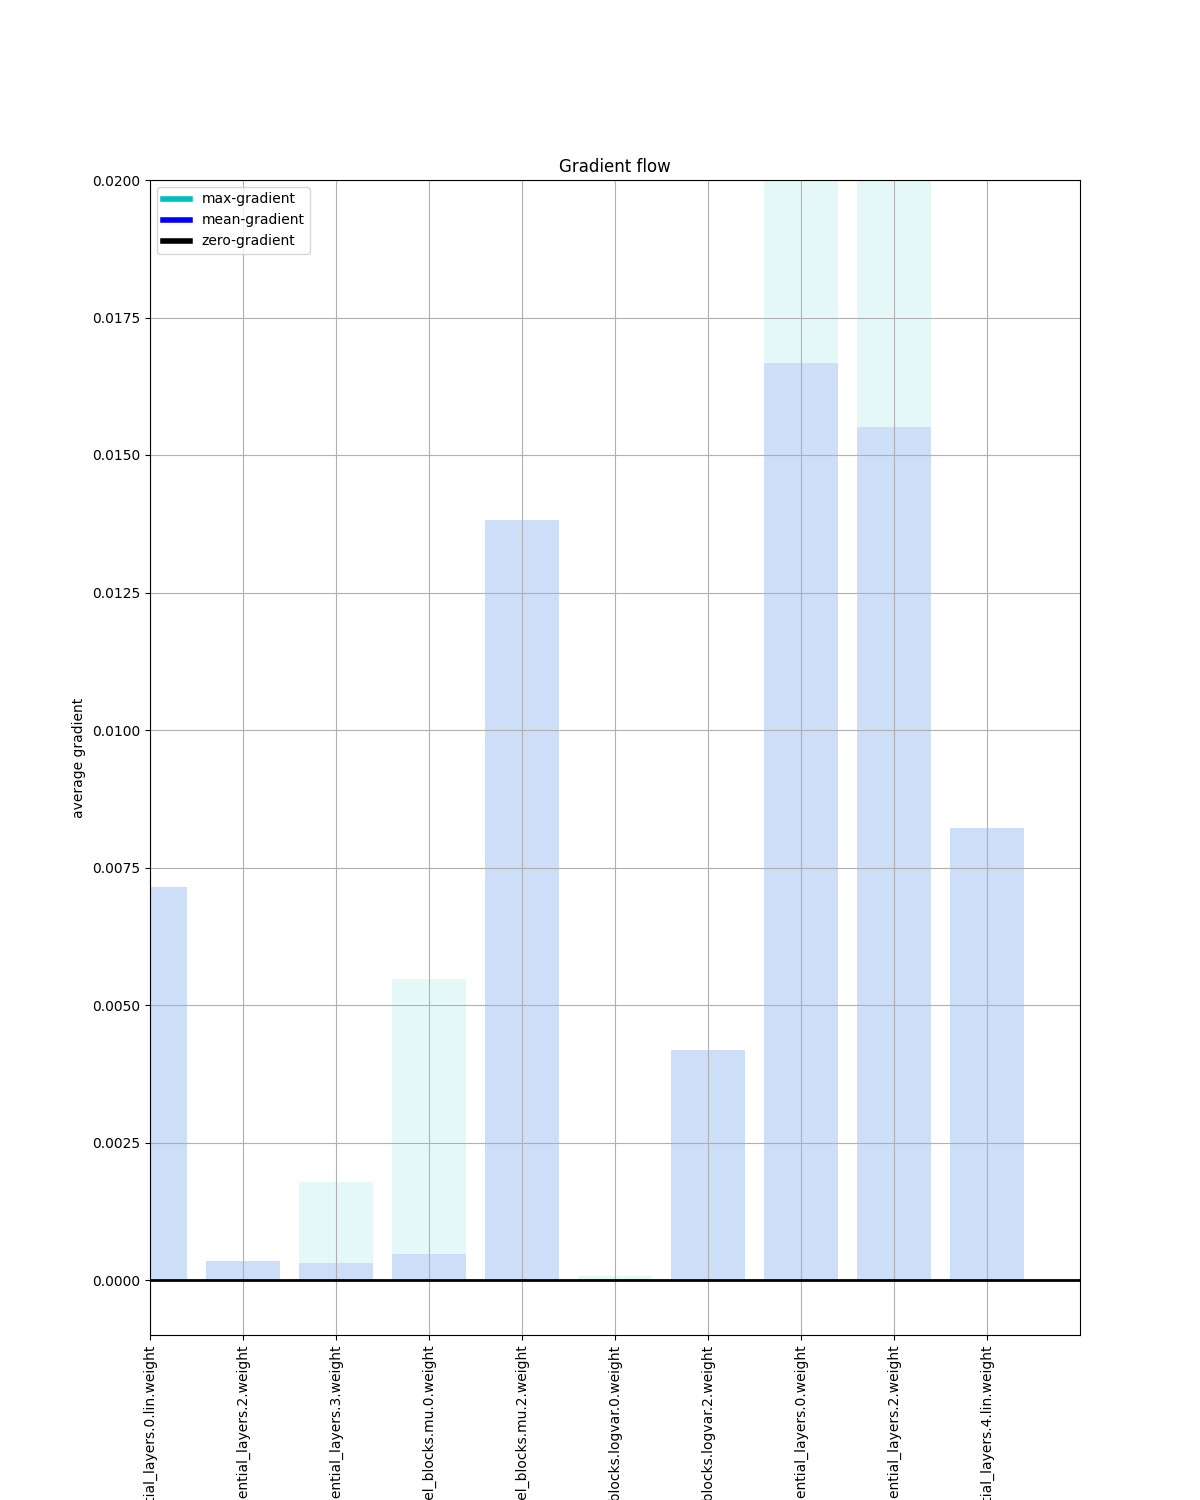 Gradient flow
max-gradient
mean-gradient
zero-gradient
0.0200
0.0175
0.0150
0.0125
0.0100
0.0075
0.0050
0.0025
0.0000
average gradient
tial_layers.0.lin.weight
ential_layers.2.weight
ential_layers.3.weight
el_blocks.mu.0.weight
el_blocks.mu.2.weight
blocks.logvar.0.weight
blocks.logvar.2.weight
ential_layers.0.weight
ential_layers.2.weight
tial_layers.4.lin.weight